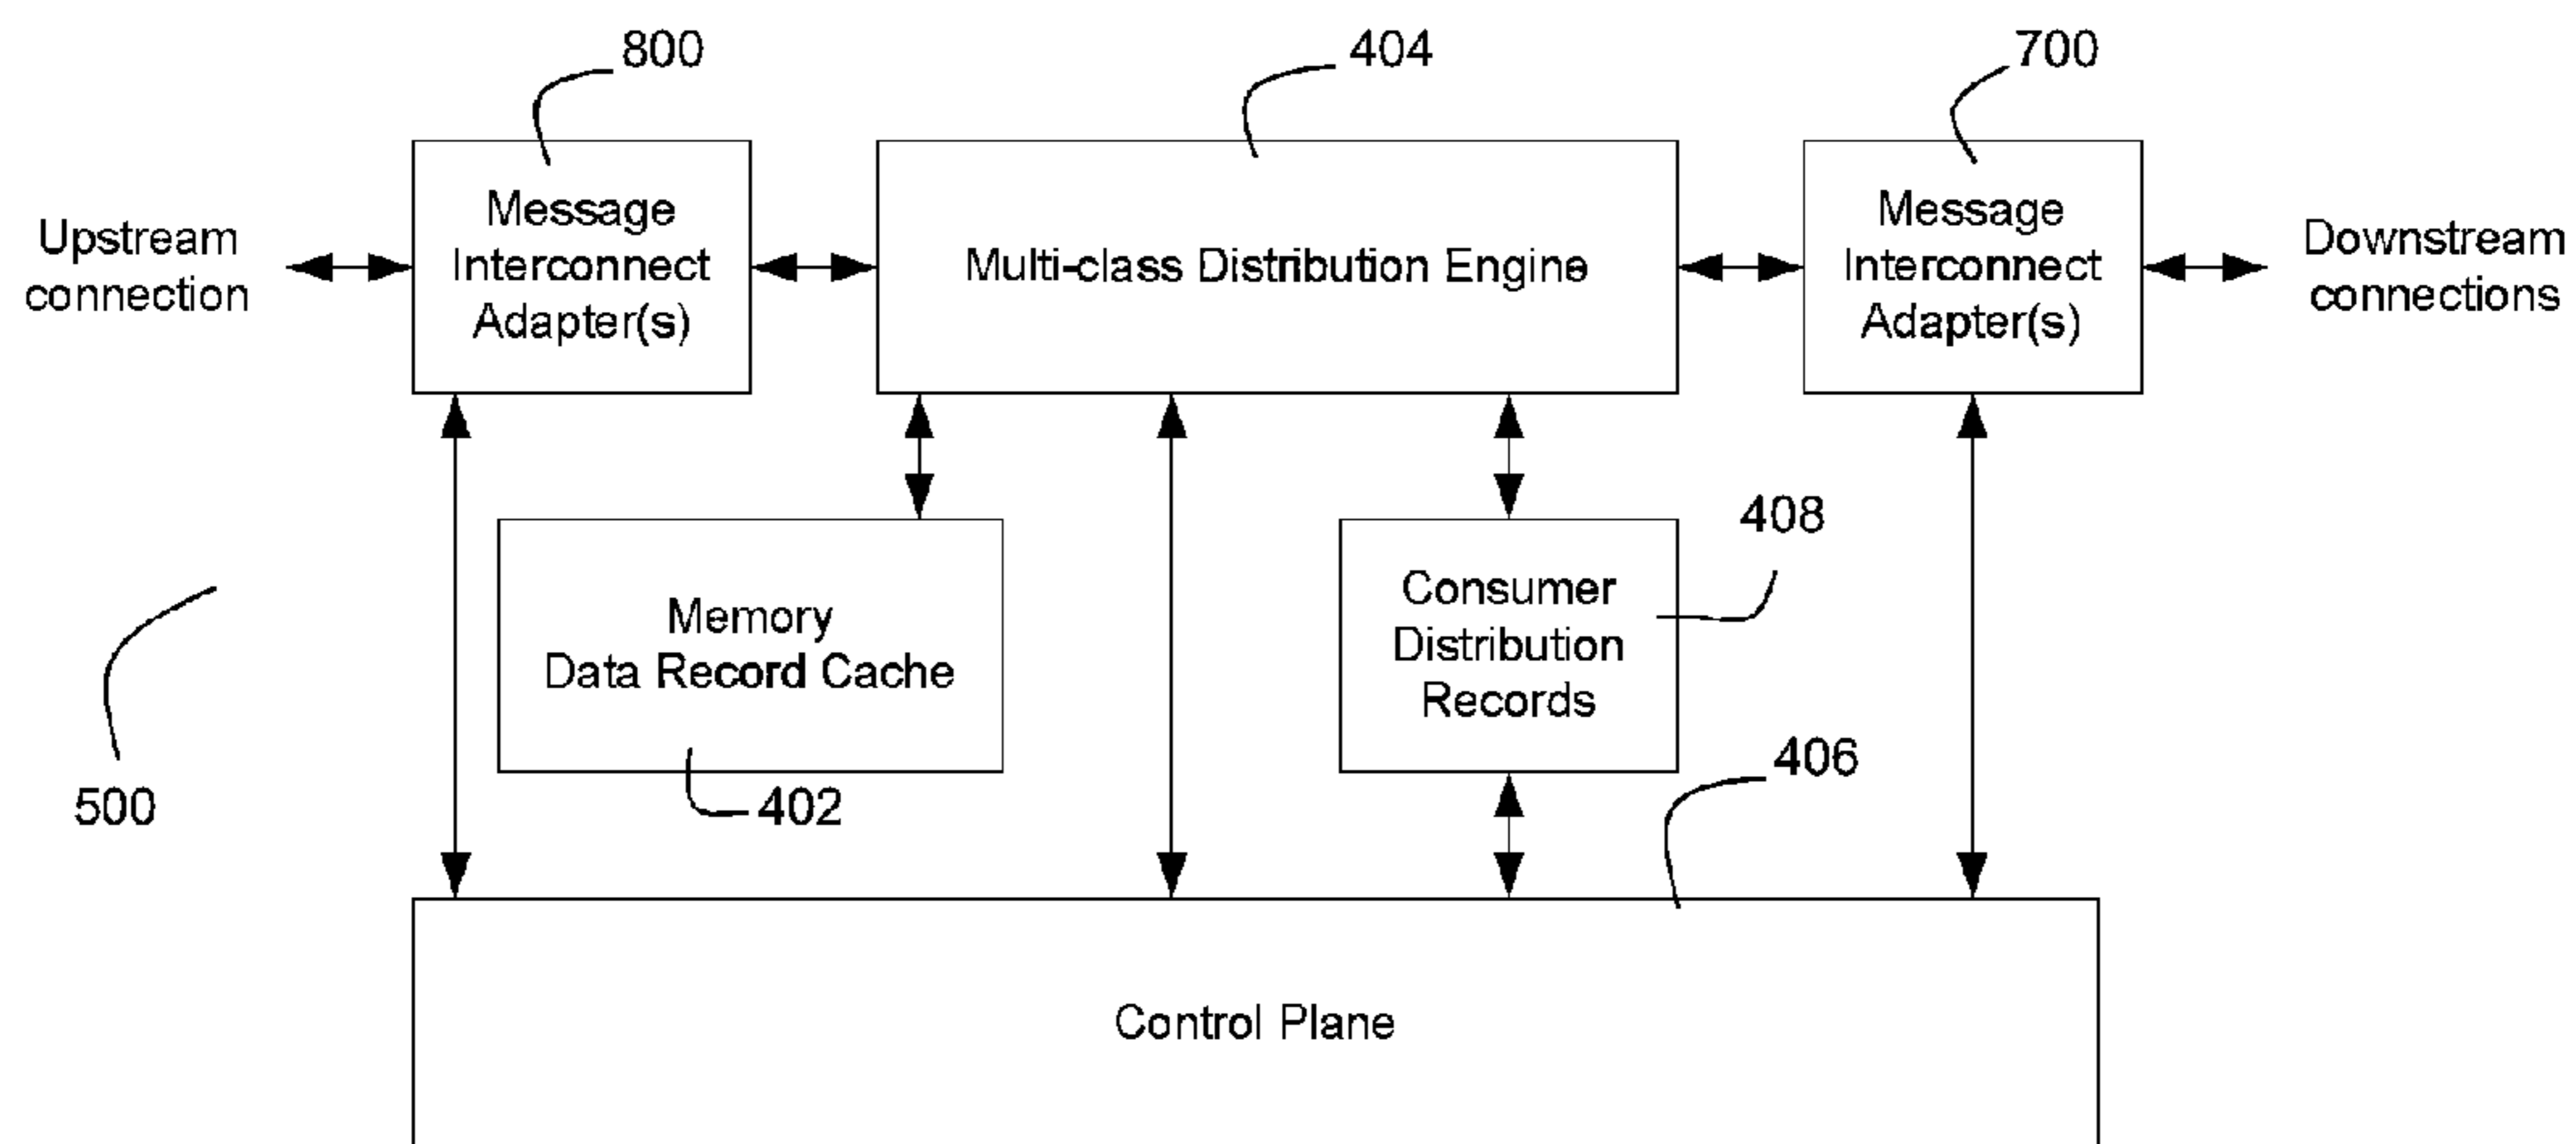 800
404
700
Upstream
connection
Message
Interconnect
Adapter(s)
Multi-class Distribution Engine
Message
Interconnect
Adapter(s)
Downstream
connections
408
Memory
Data Record Cache
Consumer
Distribution
Records
406
500
402
Control Plane